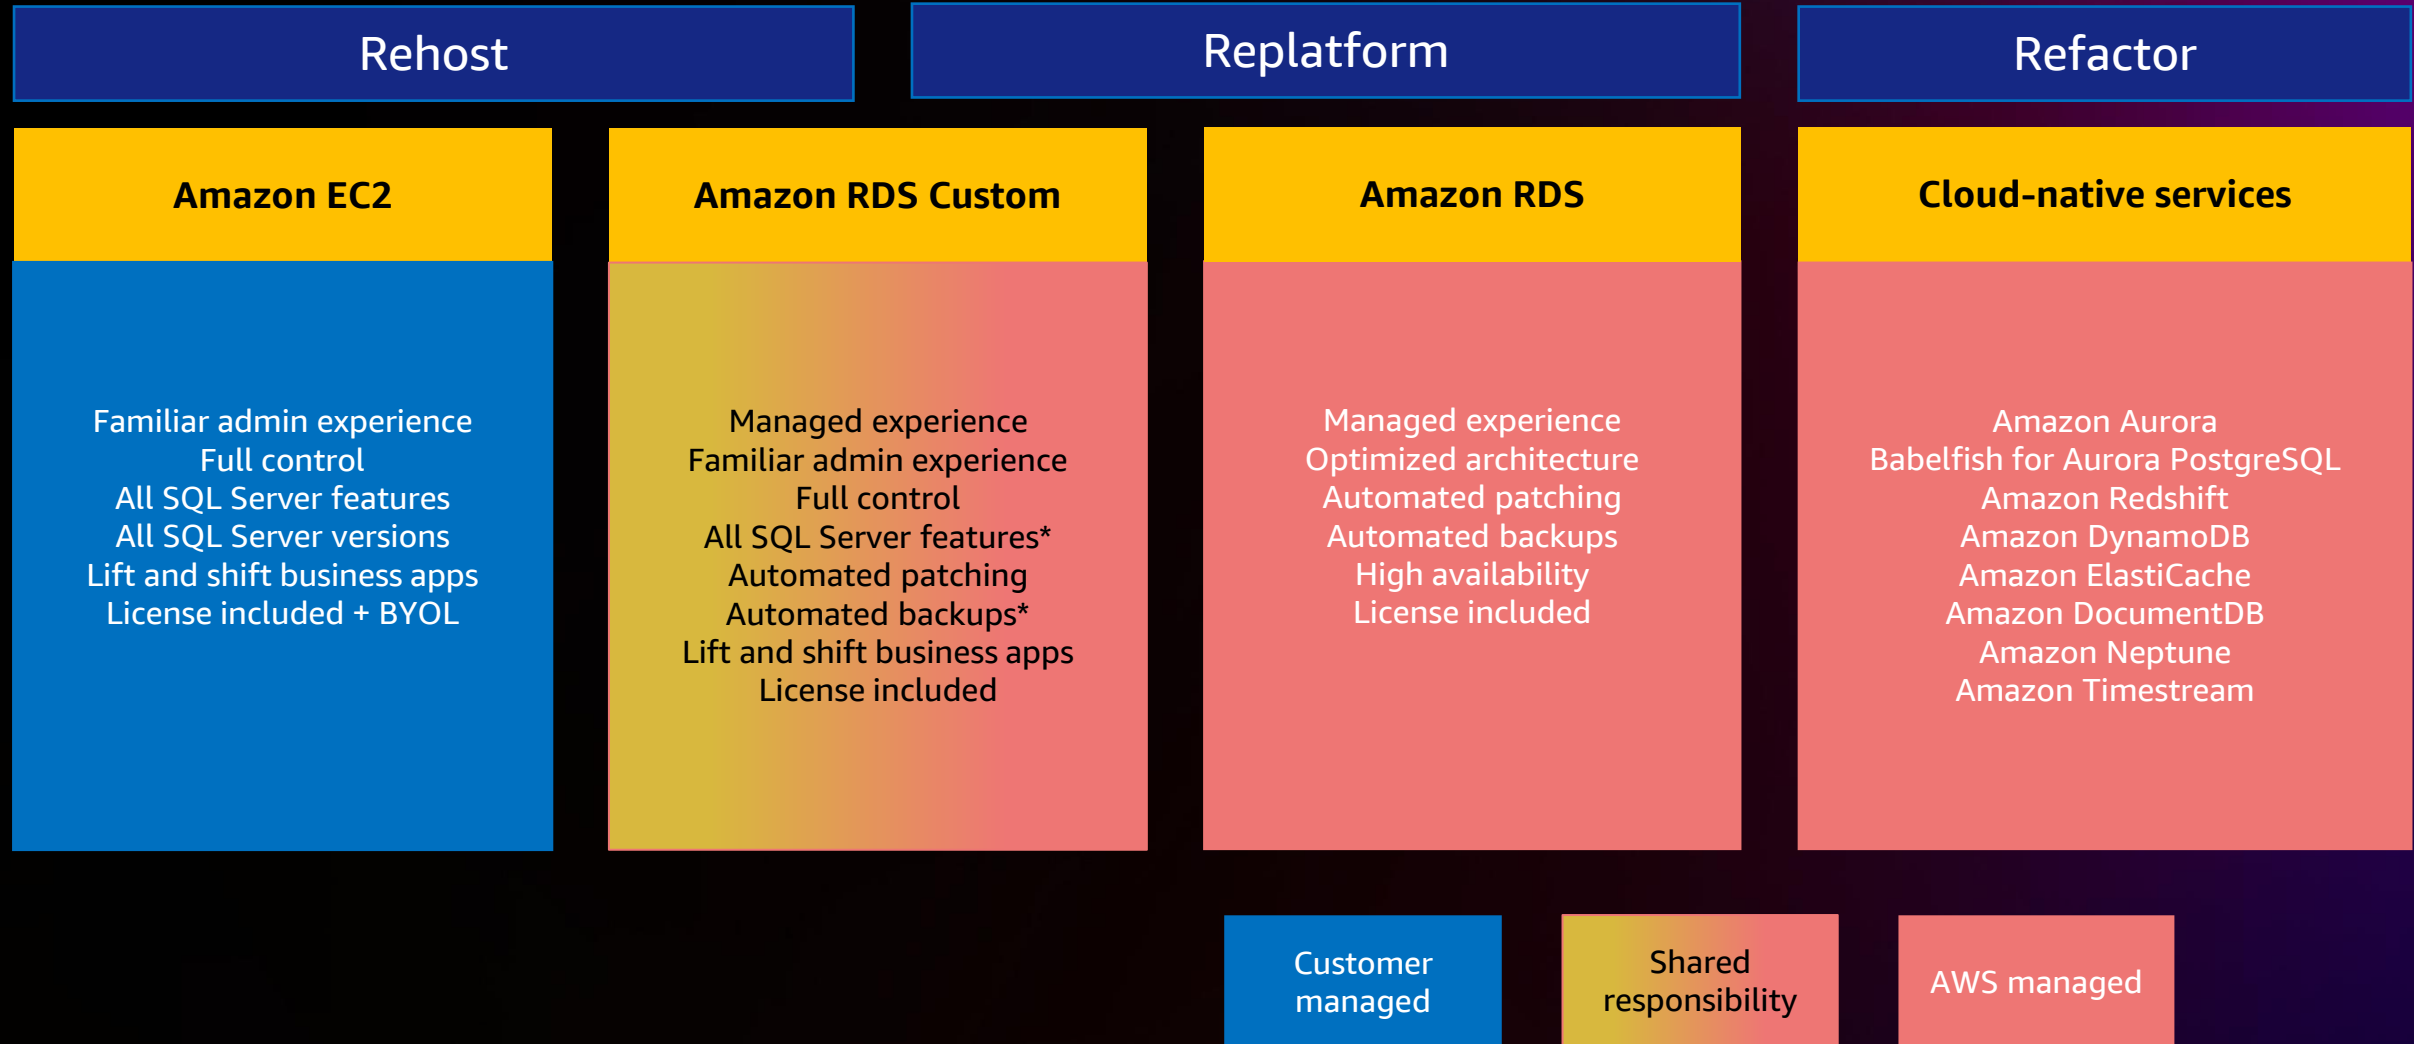 Rehost
Replatform
Refactor
Amazon EC2
Familiar admin experience
Full control
All SQL Server features
All SQL Server versions
Lift and shift business apps
License included + BYOL
Amazon RDS Custom
Managed experience
Familiar admin experience
Full control
All SQL Server features*
Automated patching
Automated backups*
Lift and shift business apps
License included
Amazon RDS
Managed experience
Optimized architecture
Automated patching
Automated backups
High availability
License included
Cloud-native services
Amazon Aurora
Babelfish for Aurora PostgreSQL
Amazon Redshift
Amazon DynamoDB
Amazon ElastiCache
Amazon DocumentDB
Amazon Neptune
Amazon Timestream
Customer
managed
Shared
responsibility
AWS managed